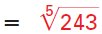 = ⁵√243